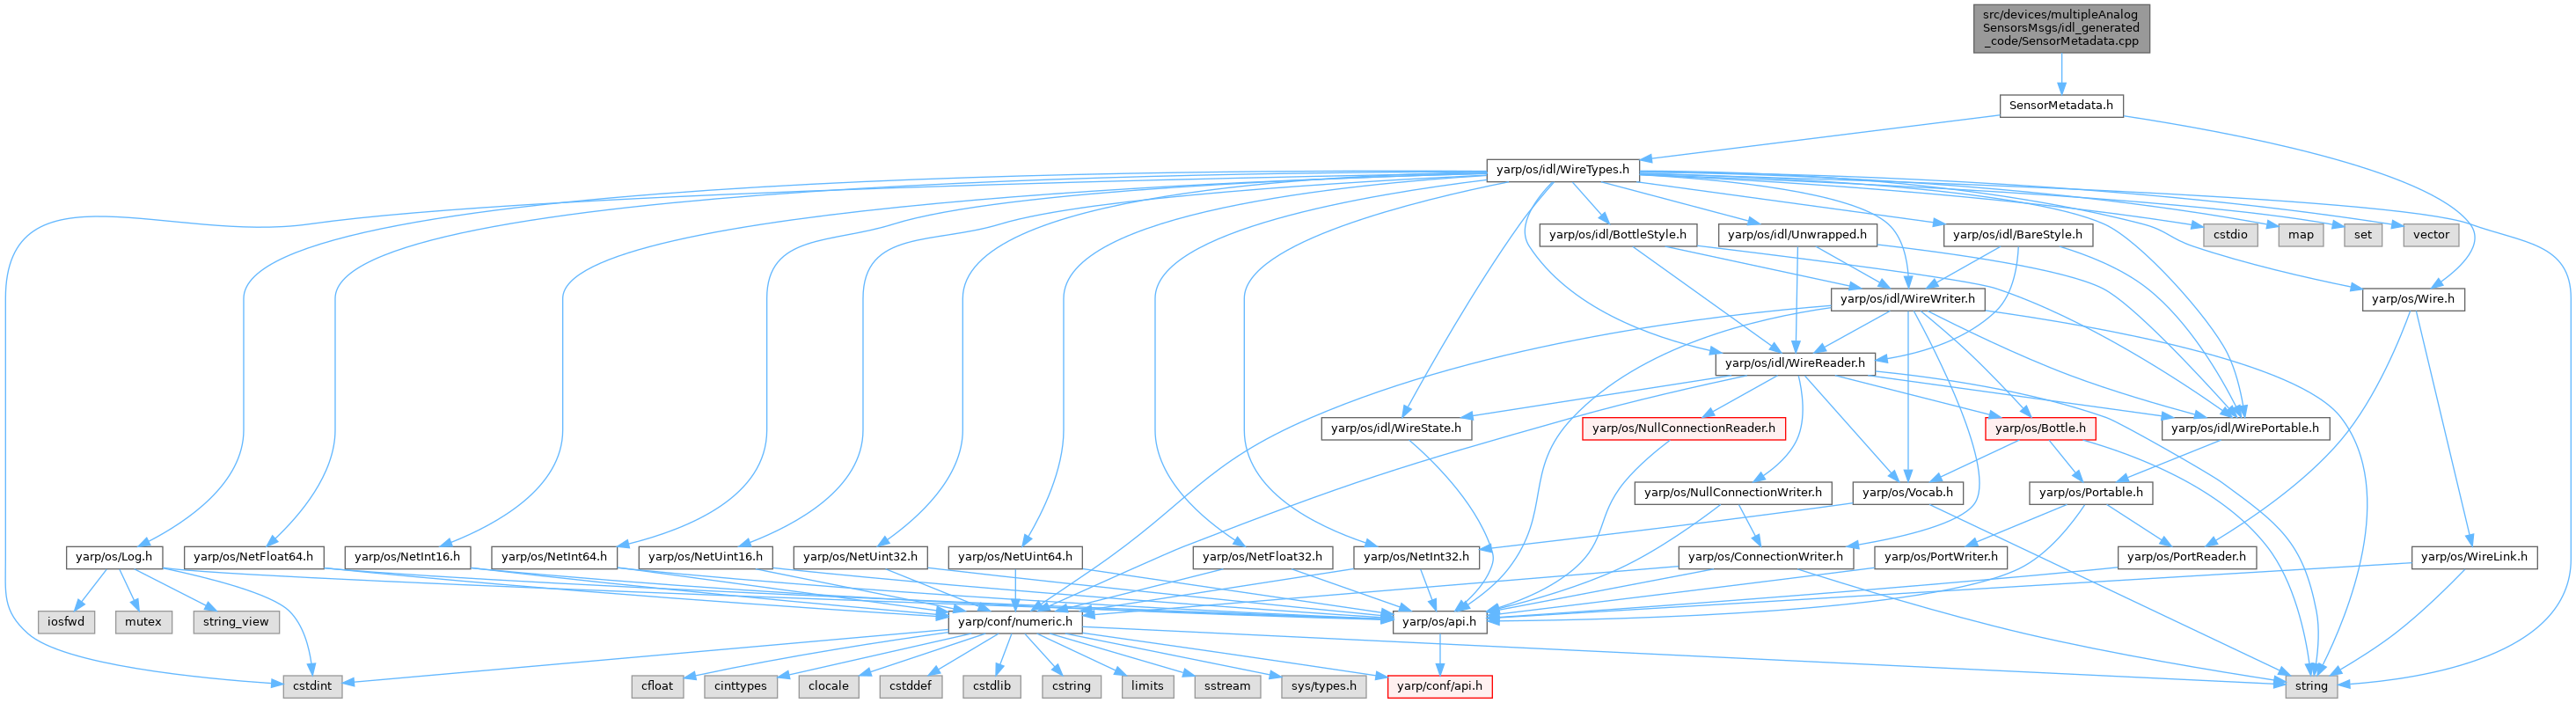 src/devices/multipleAnalog
SensorsMsgs/idl_generated
_code/SensorMetadata.cpp
SensorMetadata.h
yarp/os/idl/WireTypes.h
yarp/os/idl/BottleStyle.h
yarp/os/idl/Unwrapped.h
yarp/os/idl/BareStyle.h
cstdio
map
set
vector
yarp/os/idl/WireWriter.h
yarp/os/Wire.h
yarp/os/idl/WireReader.h
yarp/os/idl/WireState.h
yarp/os/NullConnectionReader.h
yarp/os/Bottle.h
yarp/os/idl/WirePortable.h
yarp/os/NullConnectionWriter.h
yarp/os/Vocab.h
yarp/os/Portable.h
yarp/os/Log.h
yarp/os/NetFloat64.h
yarp/os/NetInt16.h
yarp/os/NetInt64.h
yarp/os/NetUint16.h
yarp/os/NetUint32.h
yarp/os/NetUint64.h
yarp/os/NetFloat32.h
yarp/os/NetInt32.h
yarp/os/ConnectionWriter.h
yarp/os/PortWriter.h
yarp/os/PortReader.h
yarp/os/WireLink.h
iosfwd
mutex
string_view
yarp/conf/numeric.h
yarp/os/api.h
cstdint
cfloat
cinttypes
clocale
cstddef
cstdlib
cstring
limits
sstream
sys/types.h
yarp/conf/api.h
string